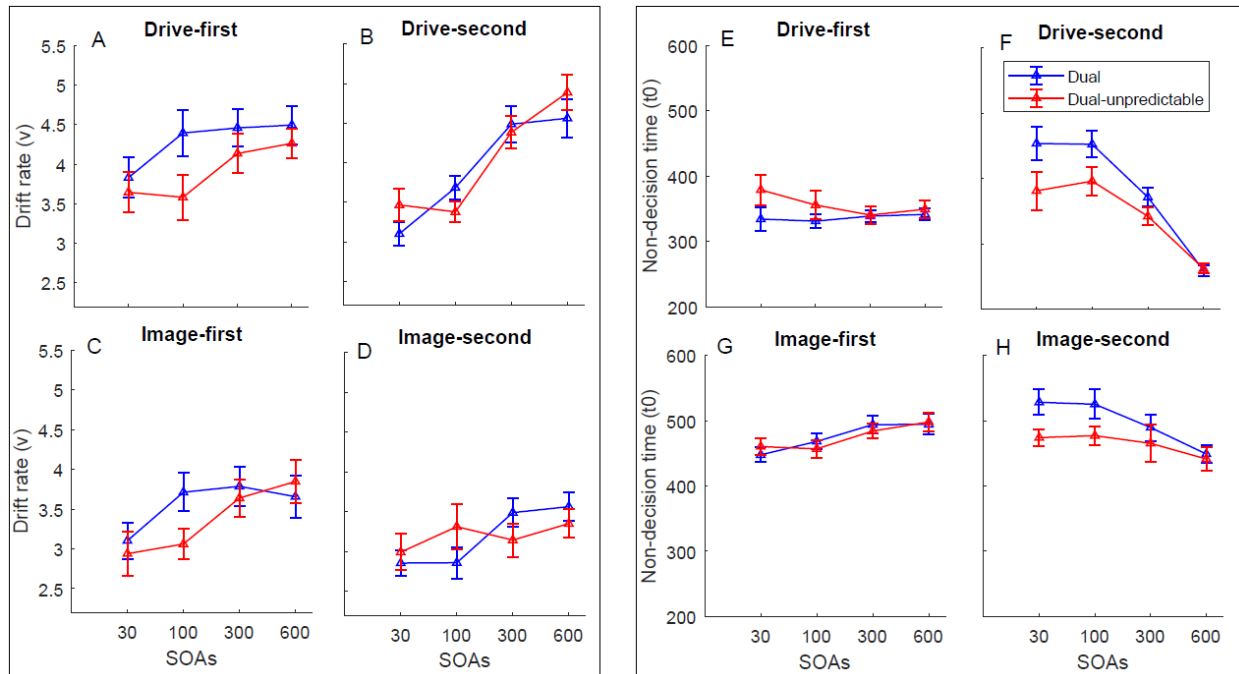 A Drive-first
B Drive-second
5.5
5
4.5
4
3.5
3
2.5
Drift rate (v)
C Image-first
D Image-second
5.5
5
4.5
4
3.5
3
2.5
Drift rate (v)
30 100 300 600
SOAs
30 100 300 600
SOAs
E Drive-first
F Drive-second
600
500
400
300
200
Non-decision time (t0)
Dual
Dual-unpredictable
G Image-first
H Image-second
600
500
400
300
200
Non-decision time (t0)
30 100 300 600
SOAs
30 100 300 600
SOAs